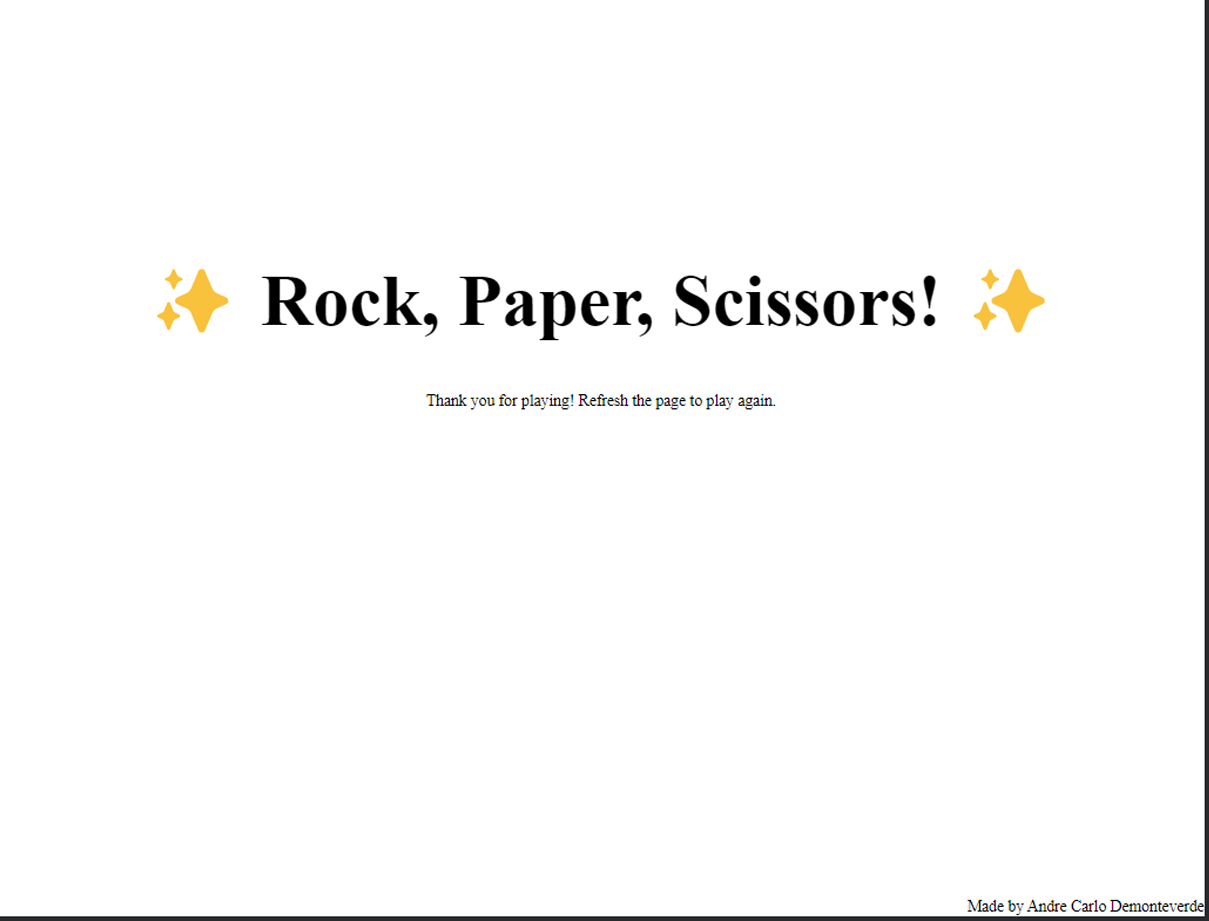 ✨ Rock, Paper, Scissors! ✨
Thank you for playing! Refresh the page to play again.
Made by Andre Carlo Demonteverde